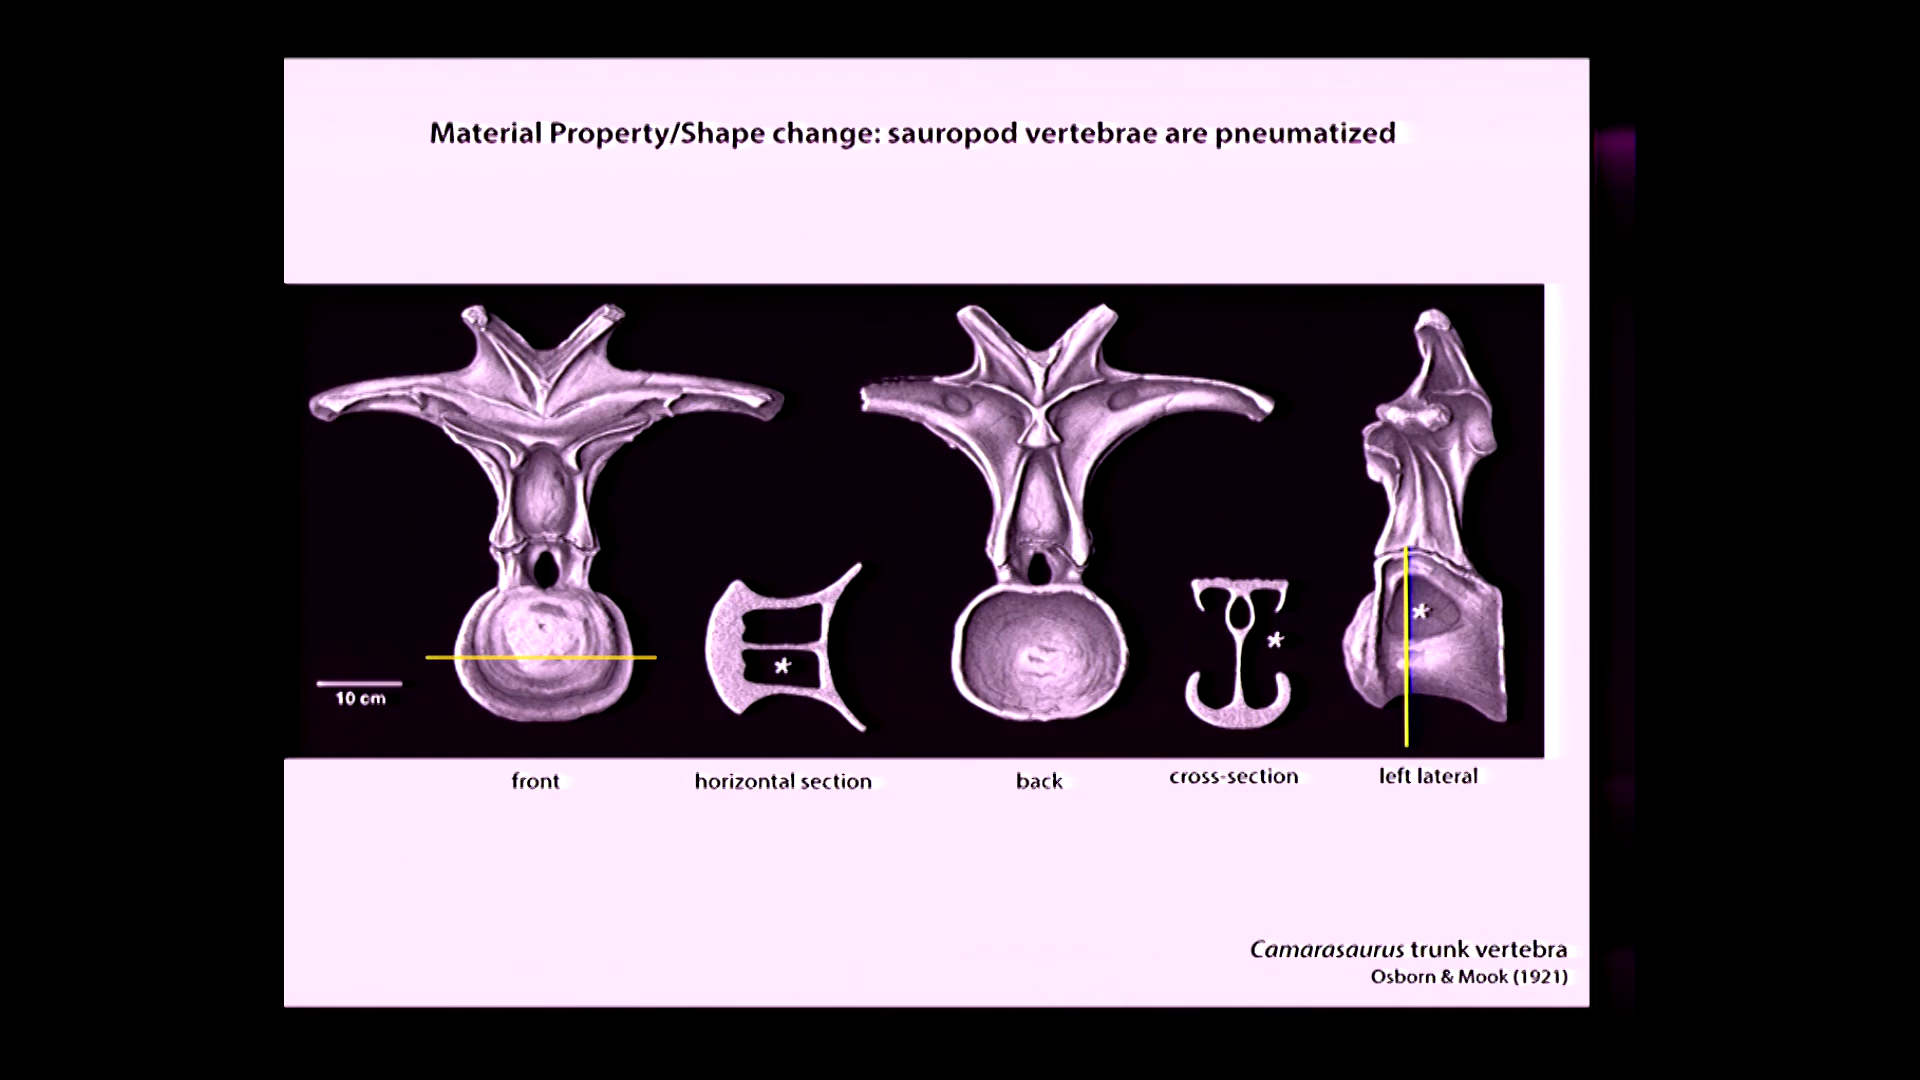 Material Property/Shape change: sauropod vertebrae are pneumatized
10 cm
*
*
*
front
horizontal section
back
cross-section
left lateral
Camarasaurus trunk vertebra
Osborn & Mook (1921)